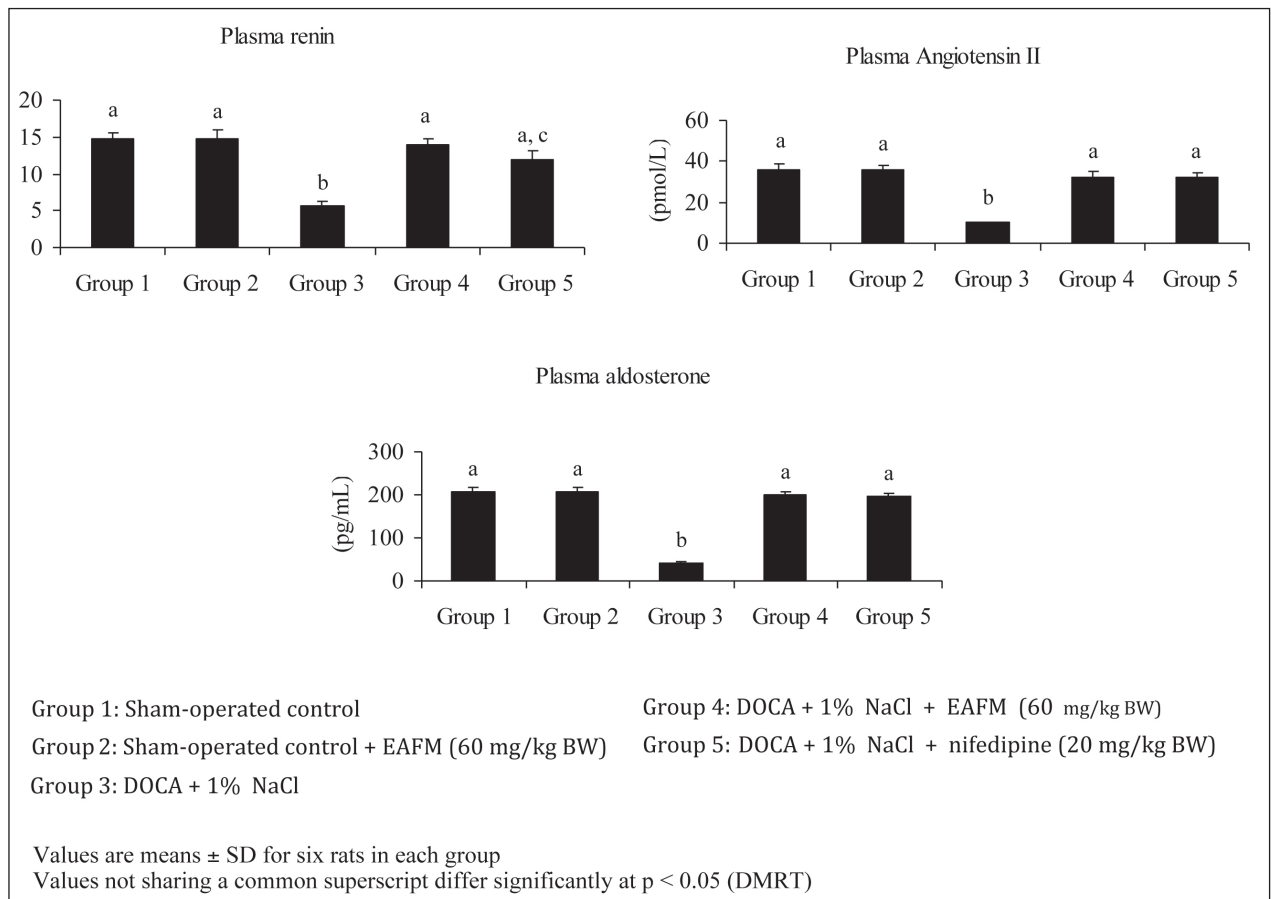 Plasma renin
20
15
10
5
0
a
a
b
a
a, c
Group 1
Group 2
Group 3
Group 4
Group 5
Plasma Angiotensin II
(pmol/L)
60
40
20
0
a
a
b
a
a
Group 1
Group 2
Group 3
Group 4
Group 5
Plasma aldosterone
(pg/mL)
300
200
100
0
a
a
b
a
a
Group 1
Group 2
Group 3
Group 4
Group 5
Group 1: Sham-operated control
Group 2: Sham-operated control + EAFM (60 mg/kg BW)
Group 3: DOCA + 1% NaCl
Group 4: DOCA + 1% NaCl + EAFM (60 mg/kg BW)
Group 5: DOCA + 1% NaCl + nifedipine (20 mg/kg BW)
Values are means ± SD for six rats in each group
Values not sharing a common superscript differ significantly at p < 0.05 (DMRT)